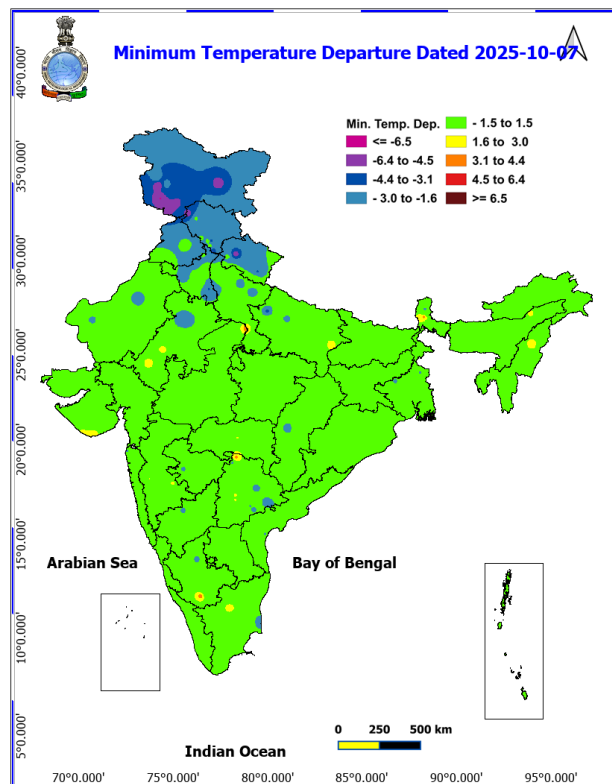 Minimum Temperature Departure Dated 2025-10-07
40°0.000'
35°0.000'
30°0.000'
25°0.000'
20°0.000'
15°0.000'
10°0.000'
5°0.000'
Min. Temp. Dep.
<= -6.5
-6.4 to -4.5
-4.4 to -3.1
- 3.0 to -1.6
- 1.5 to 1.5
1.6 to 3.0
3.1 to 4.4
4.5 to 6.4
>= 6.5
Arabian Sea
Bay of Bengal
Indian Ocean
0 250 500 km
70°0.000' 75°0.000' 80°0.000' 85°0.000' 90°0.000' 95°0.000'